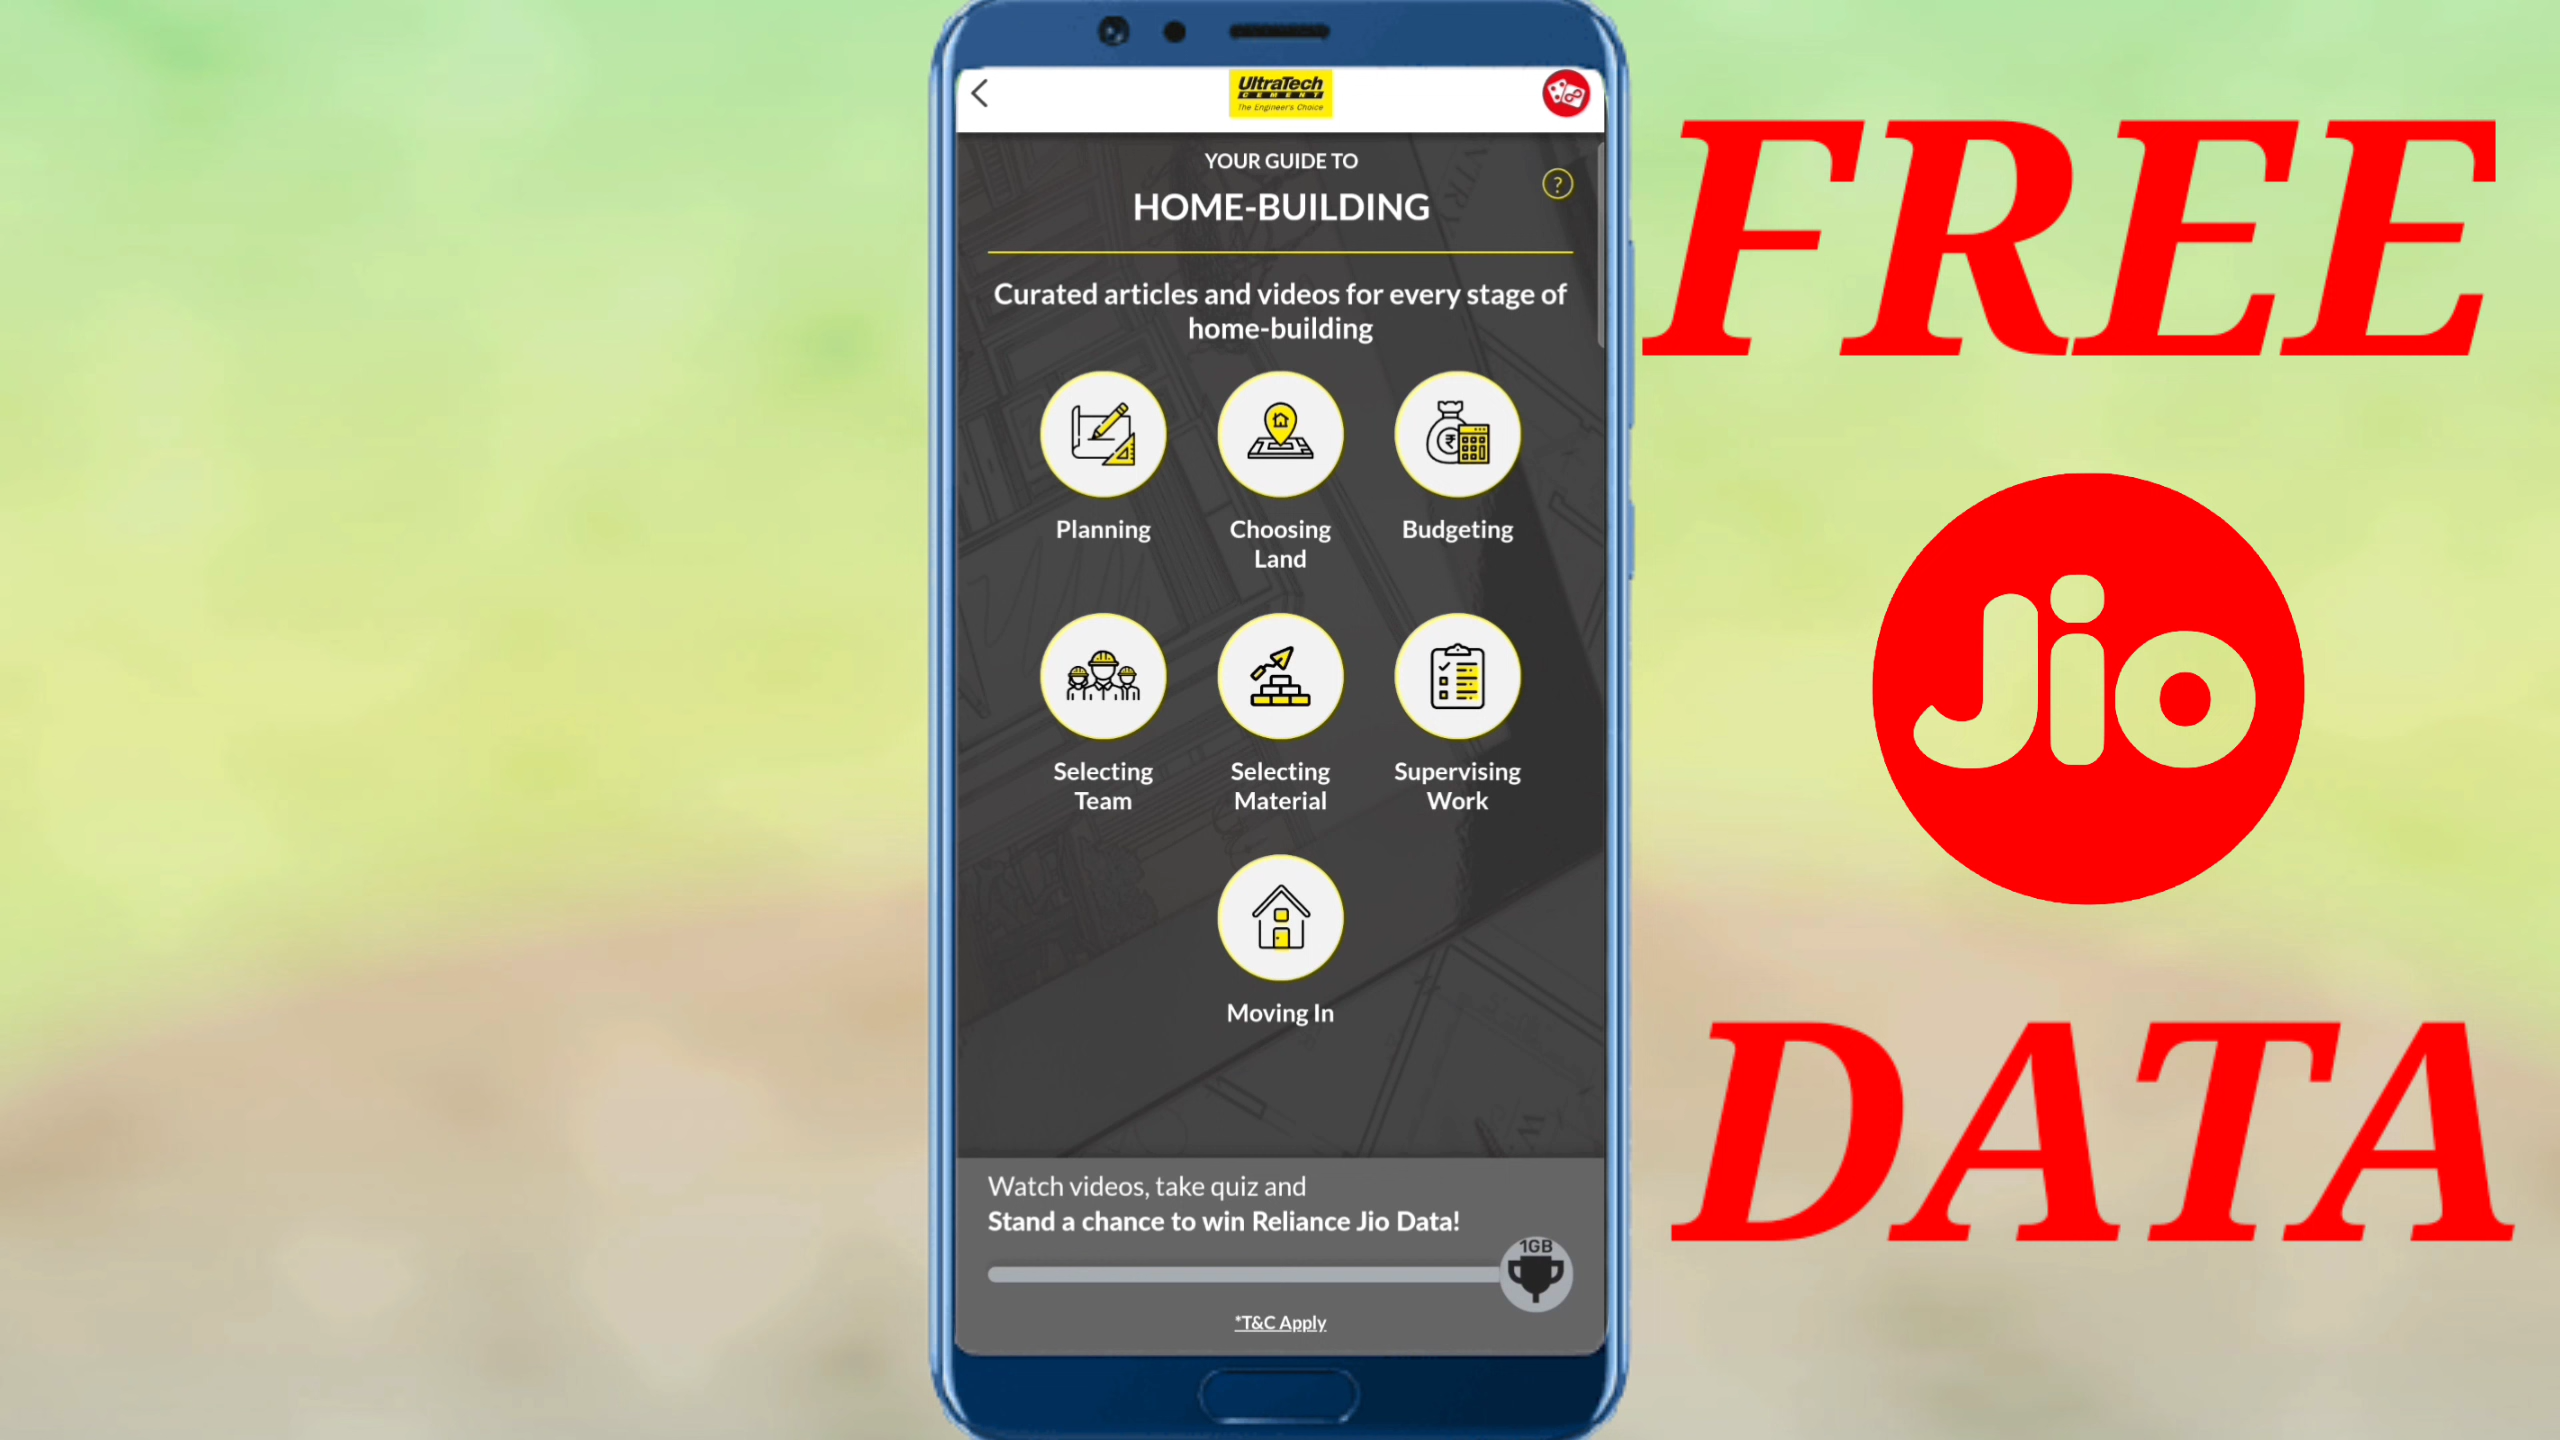 UltraTech
CEMENT
The Engineer's Choice
YOUR GUIDE TO
HOME-BUILDING
?
Curated articles and videos for every stage of
home-building
Planning
Choosing
Land
Budgeting
Selecting
Team
Selecting
Material
Supervising
Work
Moving In
Watch videos, take quiz and
Stand a chance to win Reliance Jio Data!
1GB
*T&C Apply
FREE
Jio
DATA